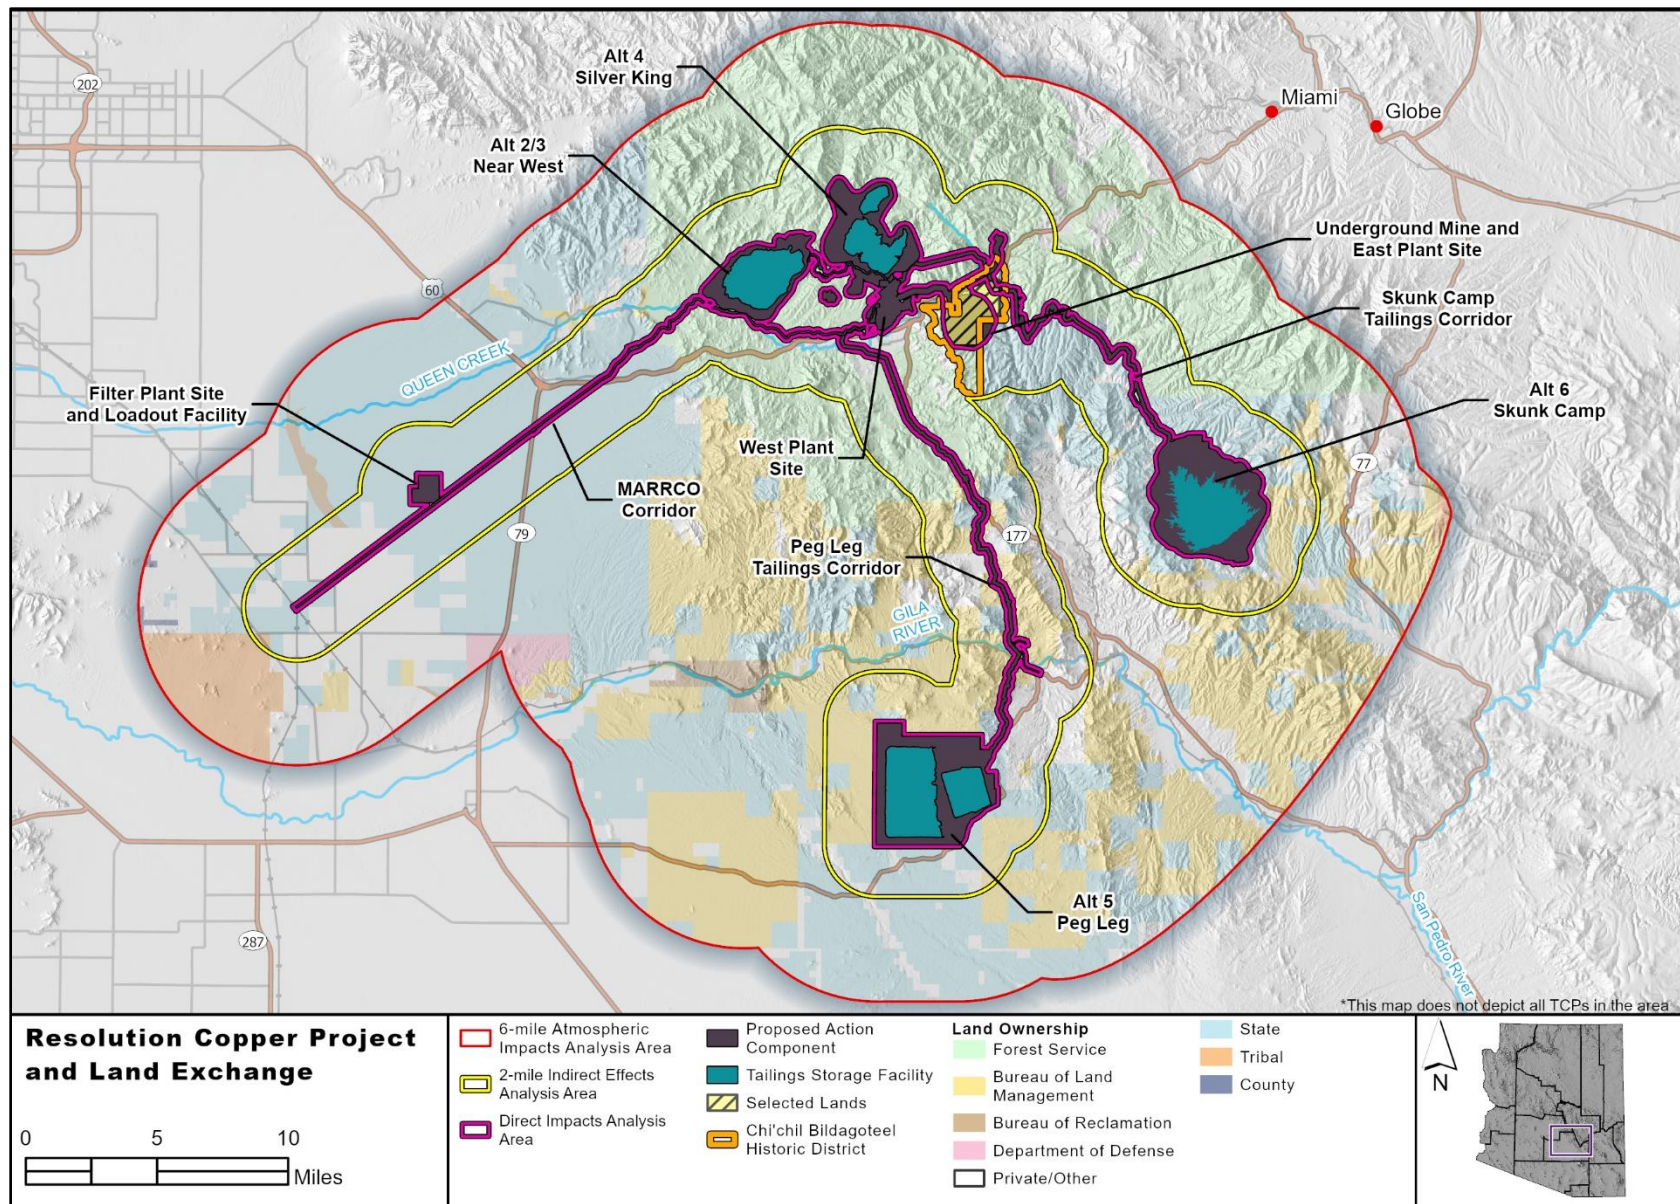 Alt 4
Silver King
202
Miami
Globe
Alt 2/3
Near West
Underground Mine and
East Plant Site
60
Skunk Camp
Tailings Corridor
QUEEN CREEK
Filter Plant Site
and Loadout Facility
Alt 6
Skunk Camp
West Plant
Site
77
MARRCO
Corridor
79
177
Peg Leg
Tailings Corridor
GILA
RIVER
Alt 5
Peg Leg
287
San Pedro River
*This map does not depict all TCPs in the area
Resolution Copper Project
and Land Exchange
0 5 10
Miles
6-mile Atmospheric
Impacts Analysis Area
2-mile Indirect Effects
Analysis Area
Direct Impacts Analysis
Area
Proposed Action
Component
Tailings Storage Facility
Selected Lands
Chi'chil Bildagoteel
Historic District
Land Ownership
Forest Service
Bureau of Land
Management
Bureau of Reclamation
Department of Defense
Private/Other
State
Tribal
County
N